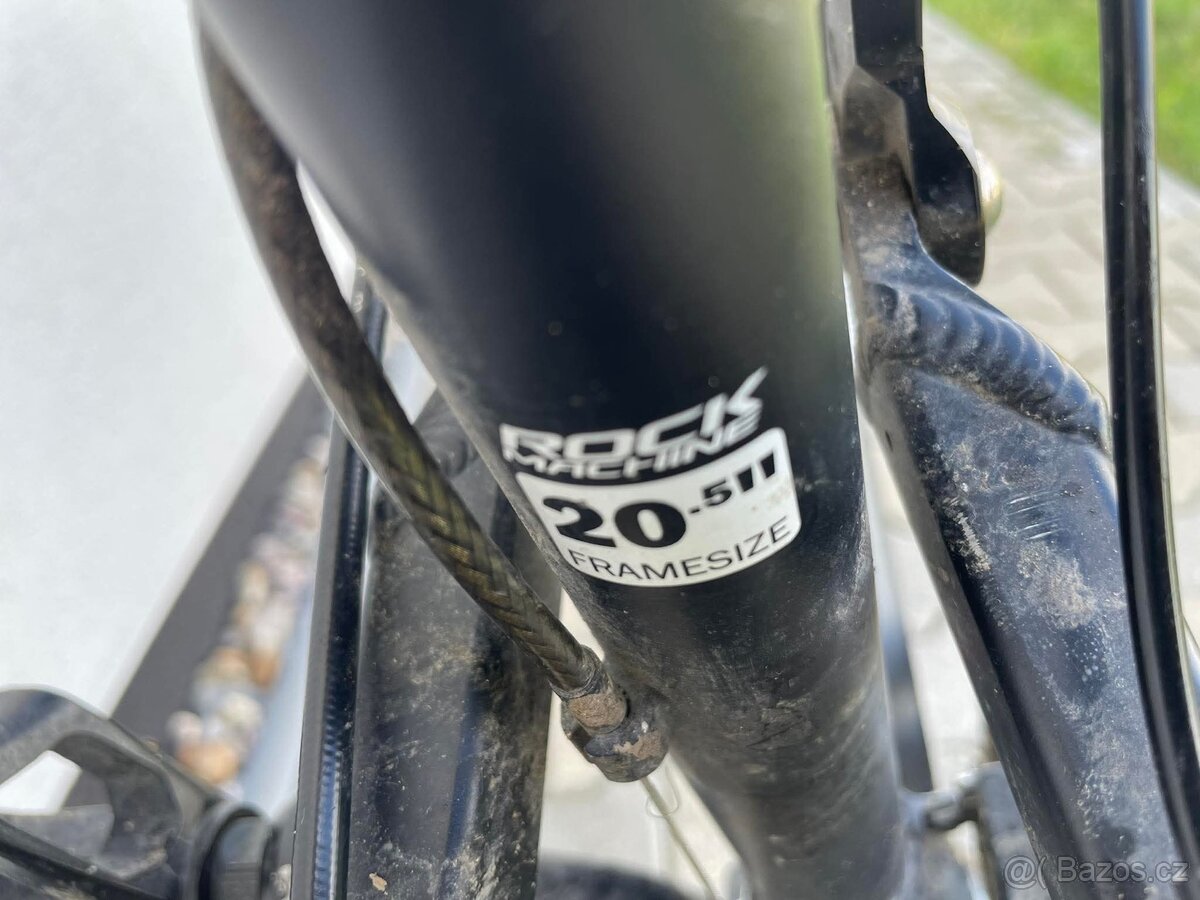 ROCK
MACHINE
20.5"
FRAMESIZE
@( Bazos.cz